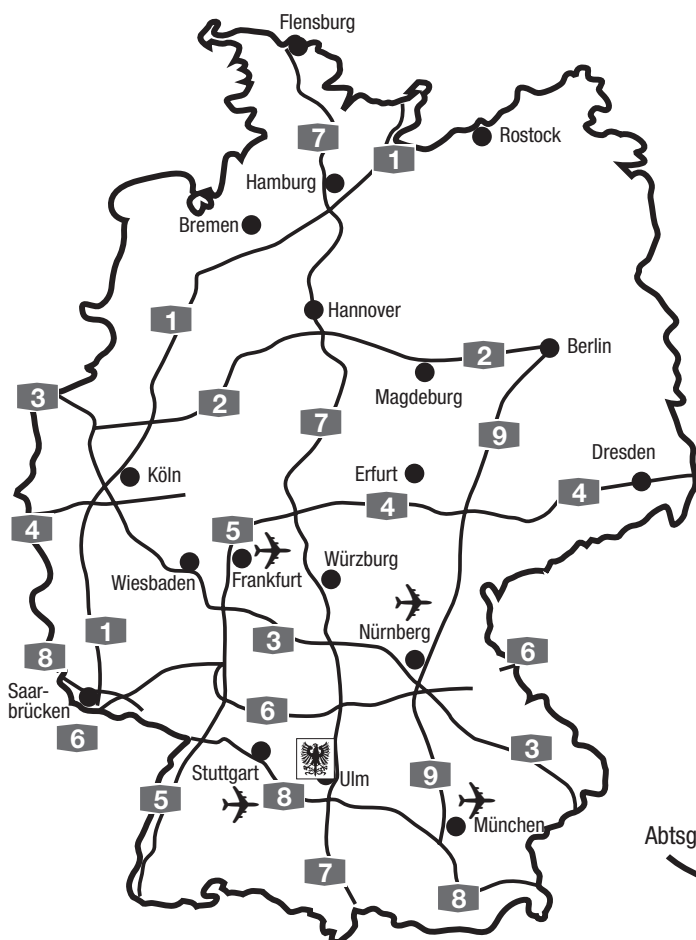 Flensburg
7
1
Rostock
Hamburg
Bremen
1
Hannover
2
Berlin
3
2
Magdeburg
7
9
Köln
Erfurt
Dresden
4
5
4
4
Wiesbaden
Frankfurt
Würzburg
1
3
Nürnberg
6
8
Saar-
brücken
6
6
Stuttgart
Ulm
3
5
8
9
München
7
8
Abtsg